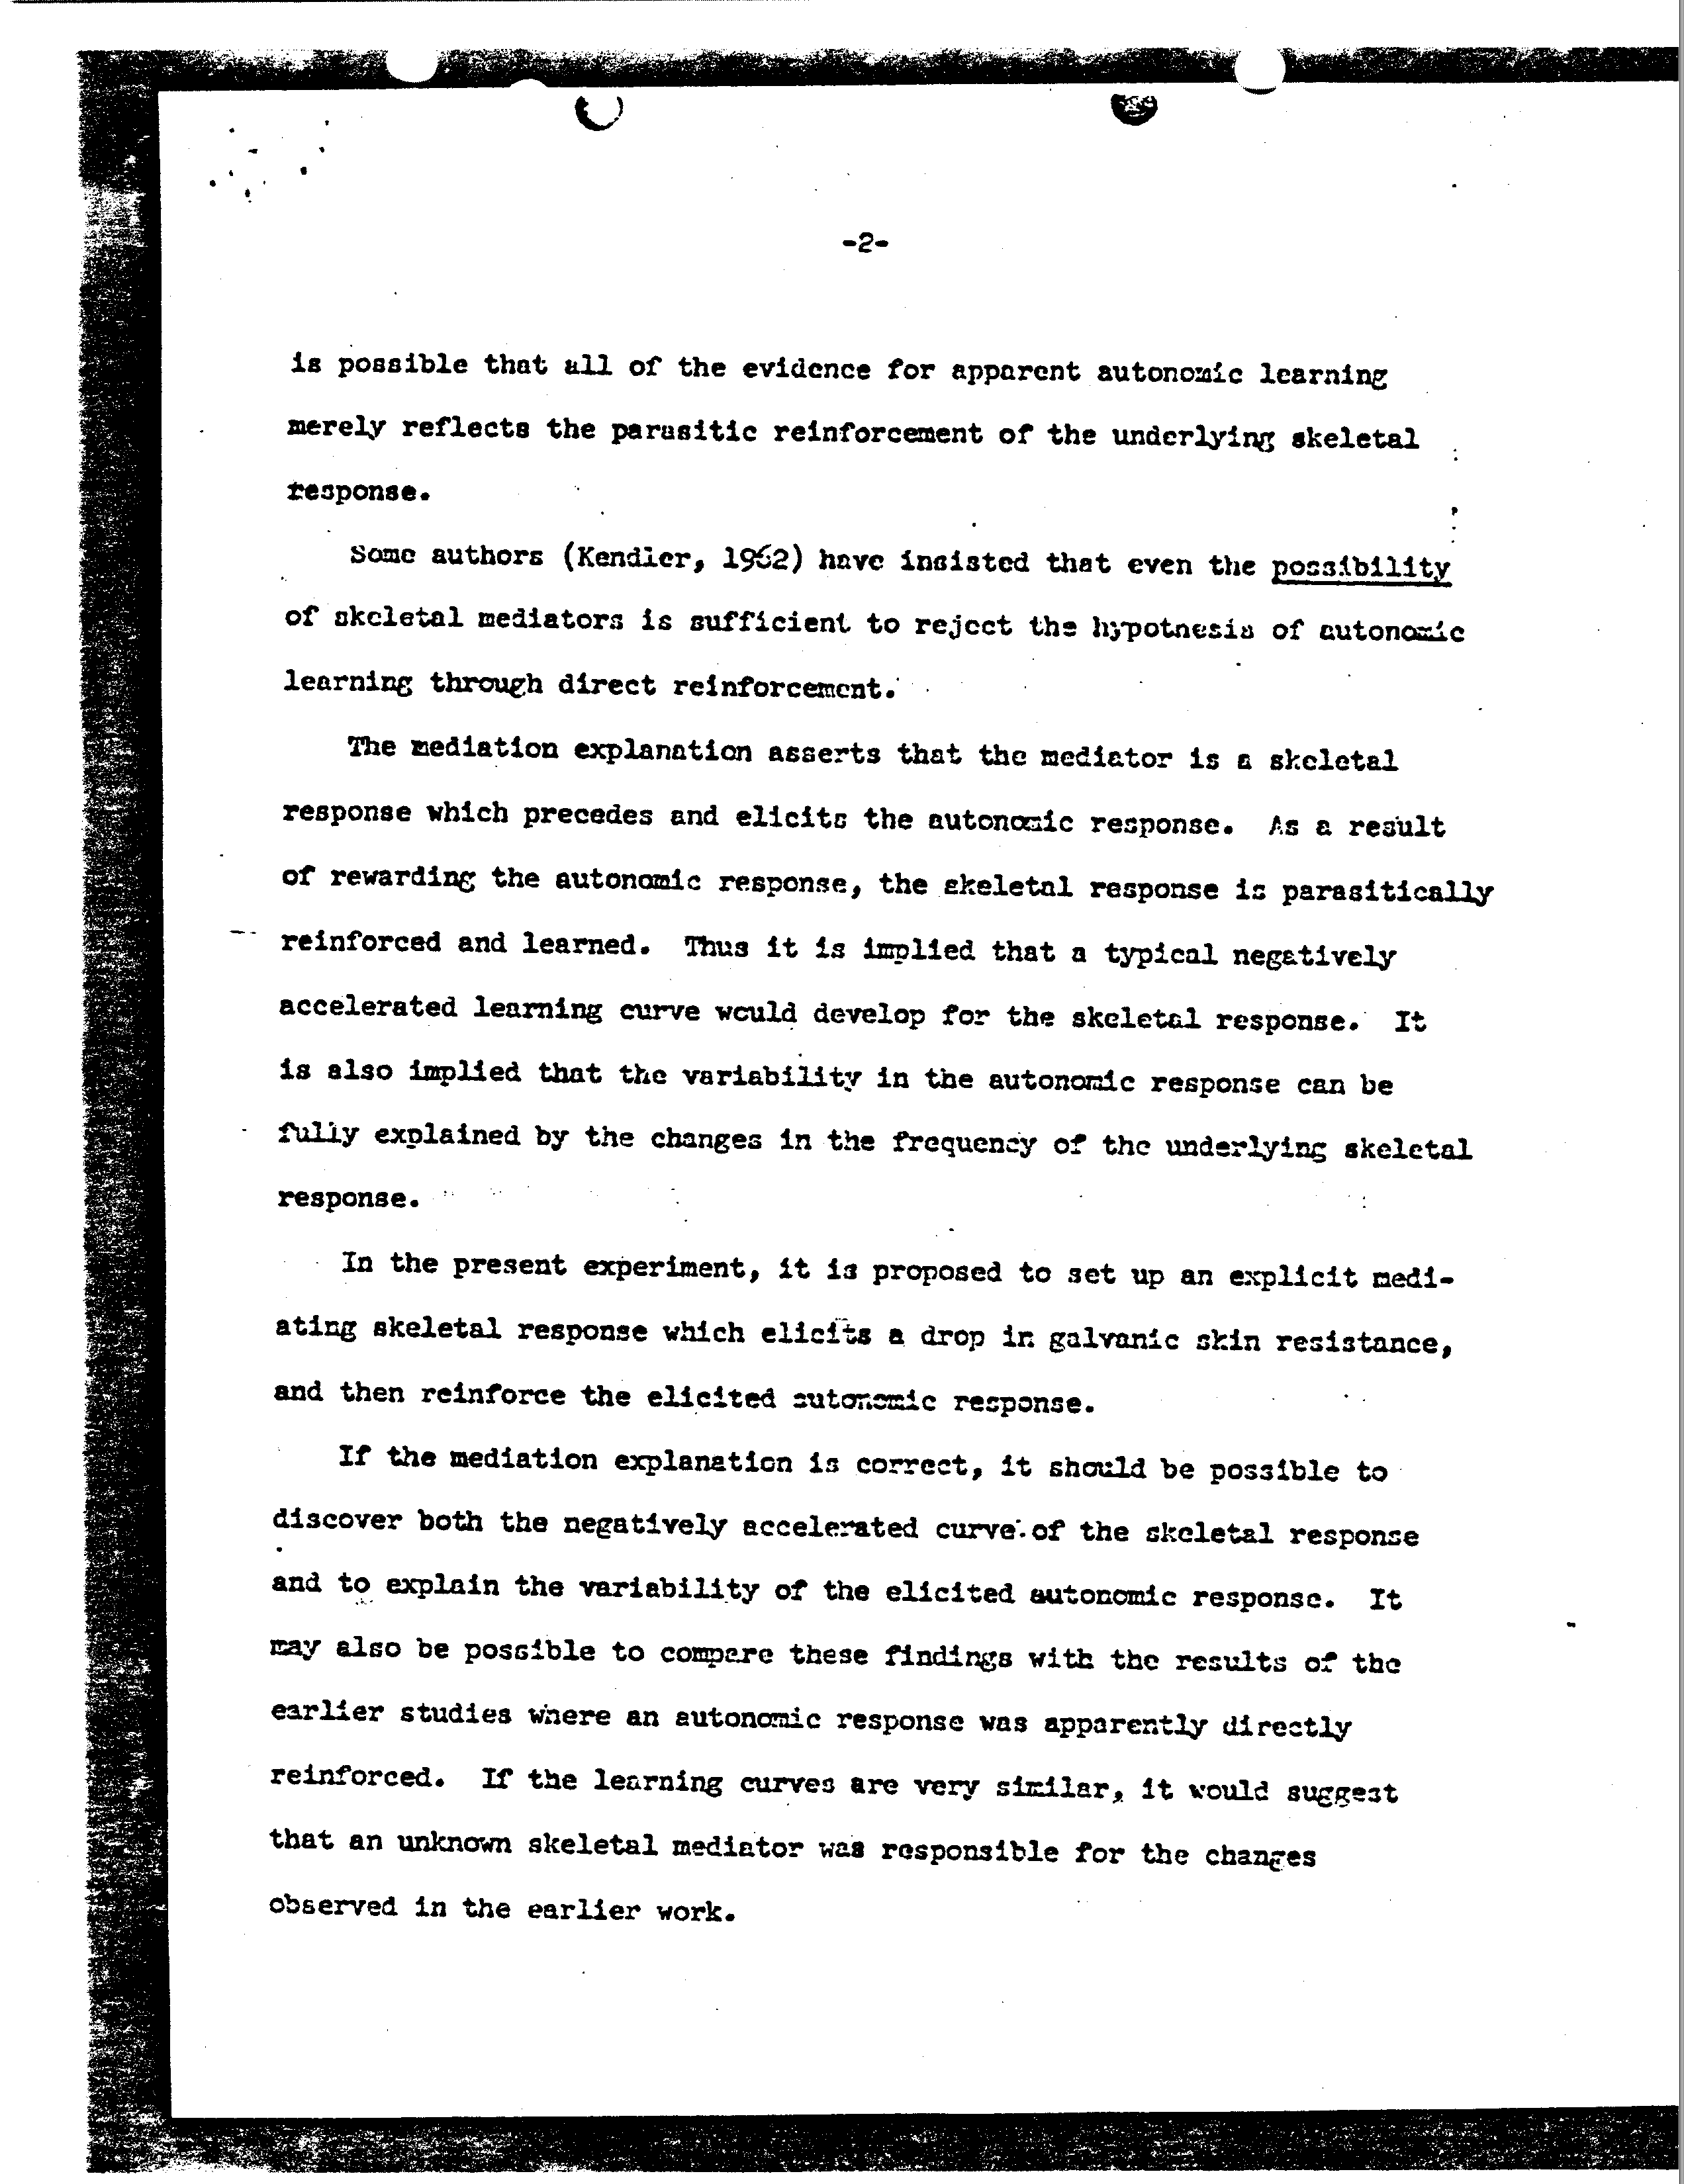 -2-
is possible that all of the evidence for apparent autonomic learning
merely reflects the parasitic reinforcement of the underlying skeletal
response.
Some authors (Kendler, 1962) have insisted that even the possibility
of skeletal mediators is sufficient to reject the hypothesis of autonomic
learning through direct reinforcement.
The mediation explanation asserts that the mediator is a skeletal
response which precedes and elicits the autonomic response. As a result
of rewarding the autonomic response, the skeletal response is parasitically
reinforced and learned. Thus it is implied that a typical negatively
accelerated learning curve would develop for the skeletal response. It
is also implied that the variability in the autonomic response can be
fully explained by the changes in the frequency of the underlying skeletal
response.
In the present experiment, it is proposed to set up an explicit medi-
ating skeletal response which elicits a drop in galvanic skin resistance,
and then reinforce the elicited autonomic response.
If the mediation explanation is correct, it should be possible to
discover both the negatively accelerated curve of the skeletal response
and to explain the variability of the elicited autonomic response. It
may also be possible to compare these findings with the results of the
earlier studies where an autonomic response was apparently directly
reinforced. If the learning curves are very similar, it would suggest
that an unknown skeletal mediator was responsible for the changes
observed in the earlier work.